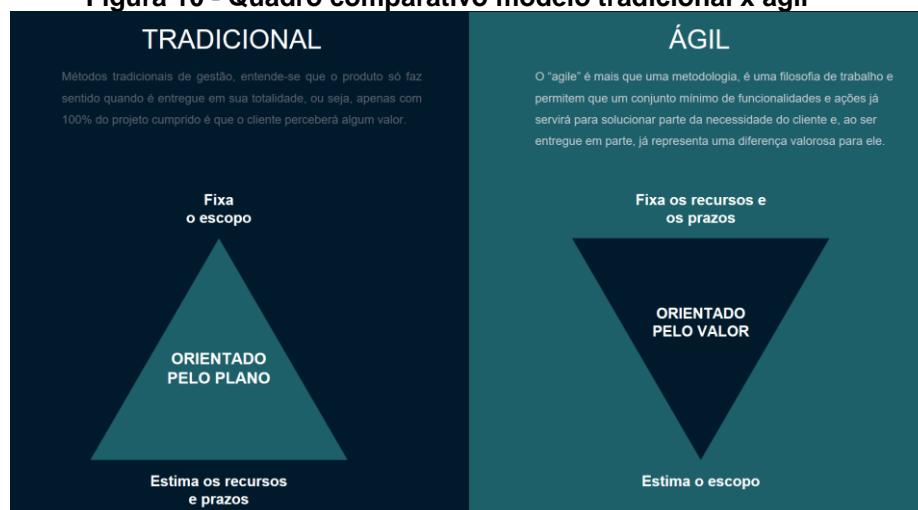 Figura 10 - Quadro comparativo modelo tradicional x ágil
TRADICIONAL
Métodos tradicionais de gestão, entende-se que o produto só faz
sentido quando é entregue em sua totalidade, ou seja, apenas com
100% do projeto cumprido é que o cliente perceberá algum valor.
Fixa
o escopo
ORIENTADO
PELO PLANO
Estima os recursos
e prazos
ÁGIL
O “agile” é mais que uma metodologia, é uma filosofia de trabalho e
permitem que um conjunto mínimo de funcionalidades e ações já
servirá para solucionar parte da necessidade do cliente e, ao ser
entregue em parte, já representa uma diferença valorosa para ele.
Fixa os recursos e
os prazos
ORIENTADO
PELO VALOR
Estima o escopo